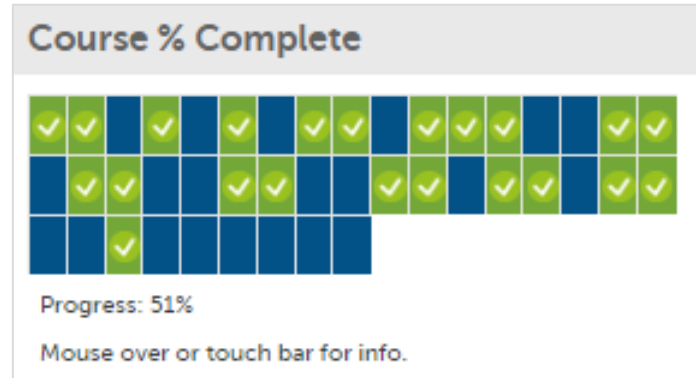 Course % Complete
Progress: 51%
Mouse over or touch bar for info.